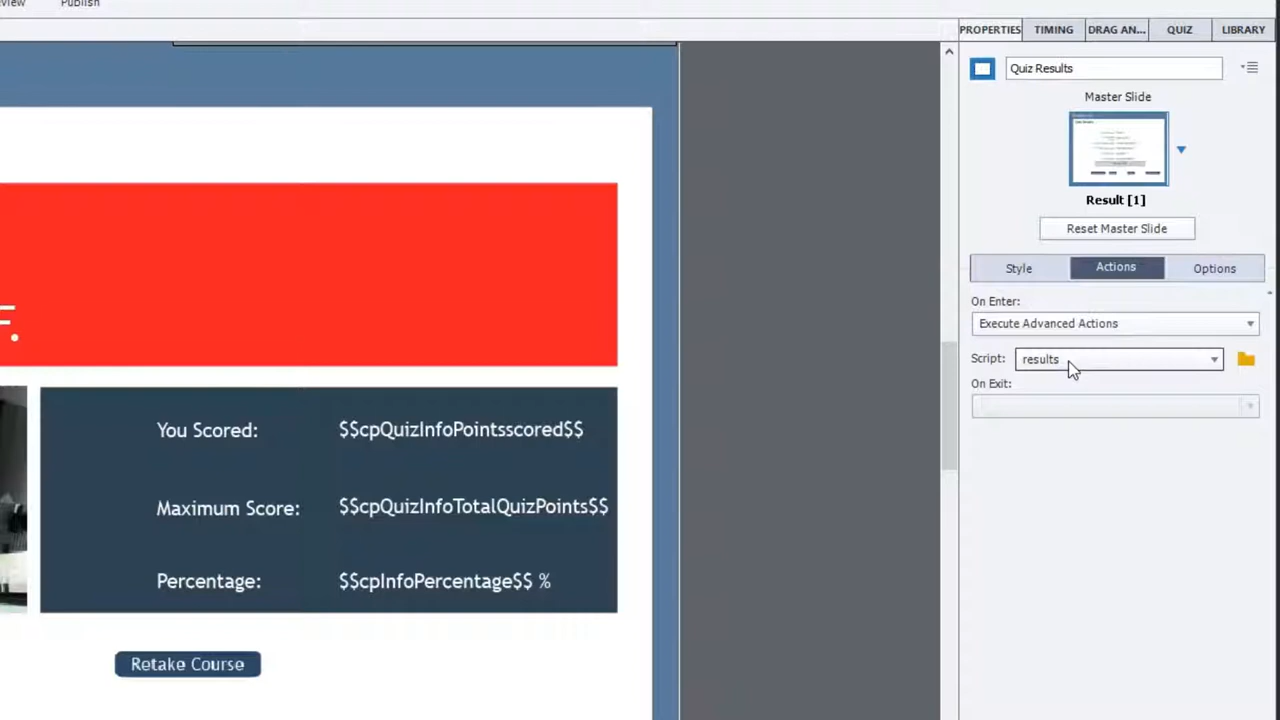 Publish
PROPERTIES
TIMING
DRAG AN...
QUIZ
LIBRARY
Quiz Results
Master Slide
Result [1]
Reset Master Slide
Style
Actions
Options
On Enter:
Execute Advanced Actions
Script: results
On Exit:
You Scored: $$cpQuizInfoPointsscored$$
Maximum Score: $$cpQuizInfoTotalQuizPoints$$
Percentage: $$cpInfoPercentage$$ %
Retake Course